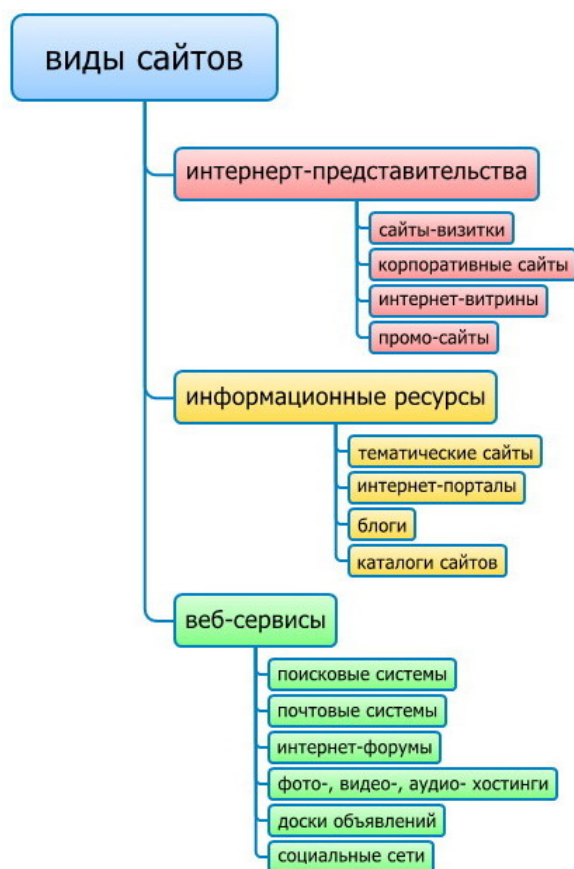 виды сайтов
интернерт-представительства
сайты-визитки
корпоративные сайты
интернет-витрины
промо-сайты
информационные ресурсы
тематические сайты
интернет-порталы
блоги
каталоги сайтов
веб-сервисы
поисковые системы
почтовые системы
интернет-форумы
фото-, видео-, аудио- хостинги
доски объявлений
социальные сети